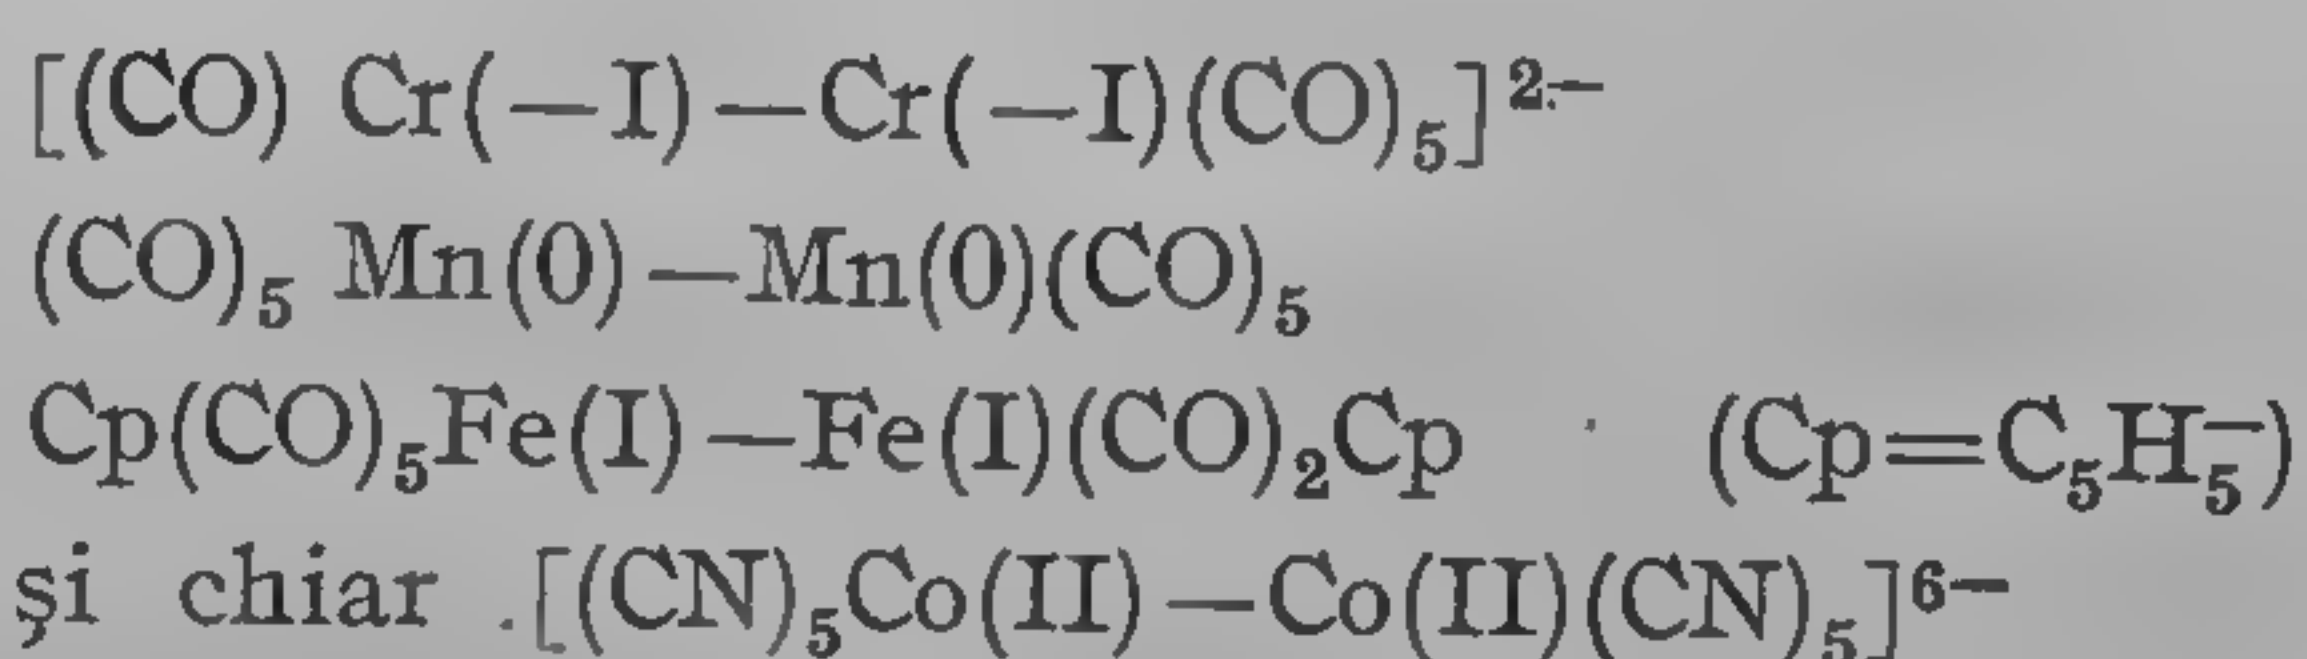 [(CO) Cr(—I)—Cr(—I)(CO)₅]²·⁻
(CO)₅ Mn(0)—Mn(0)(CO)₅
Cp(CO)₅Fe(I)—Fe(I)(CO)₂Cp (Cp=C₅H₅⁻)
și chiar [(CN)₅Co(II)—Co(II)(CN)₅]⁶⁻